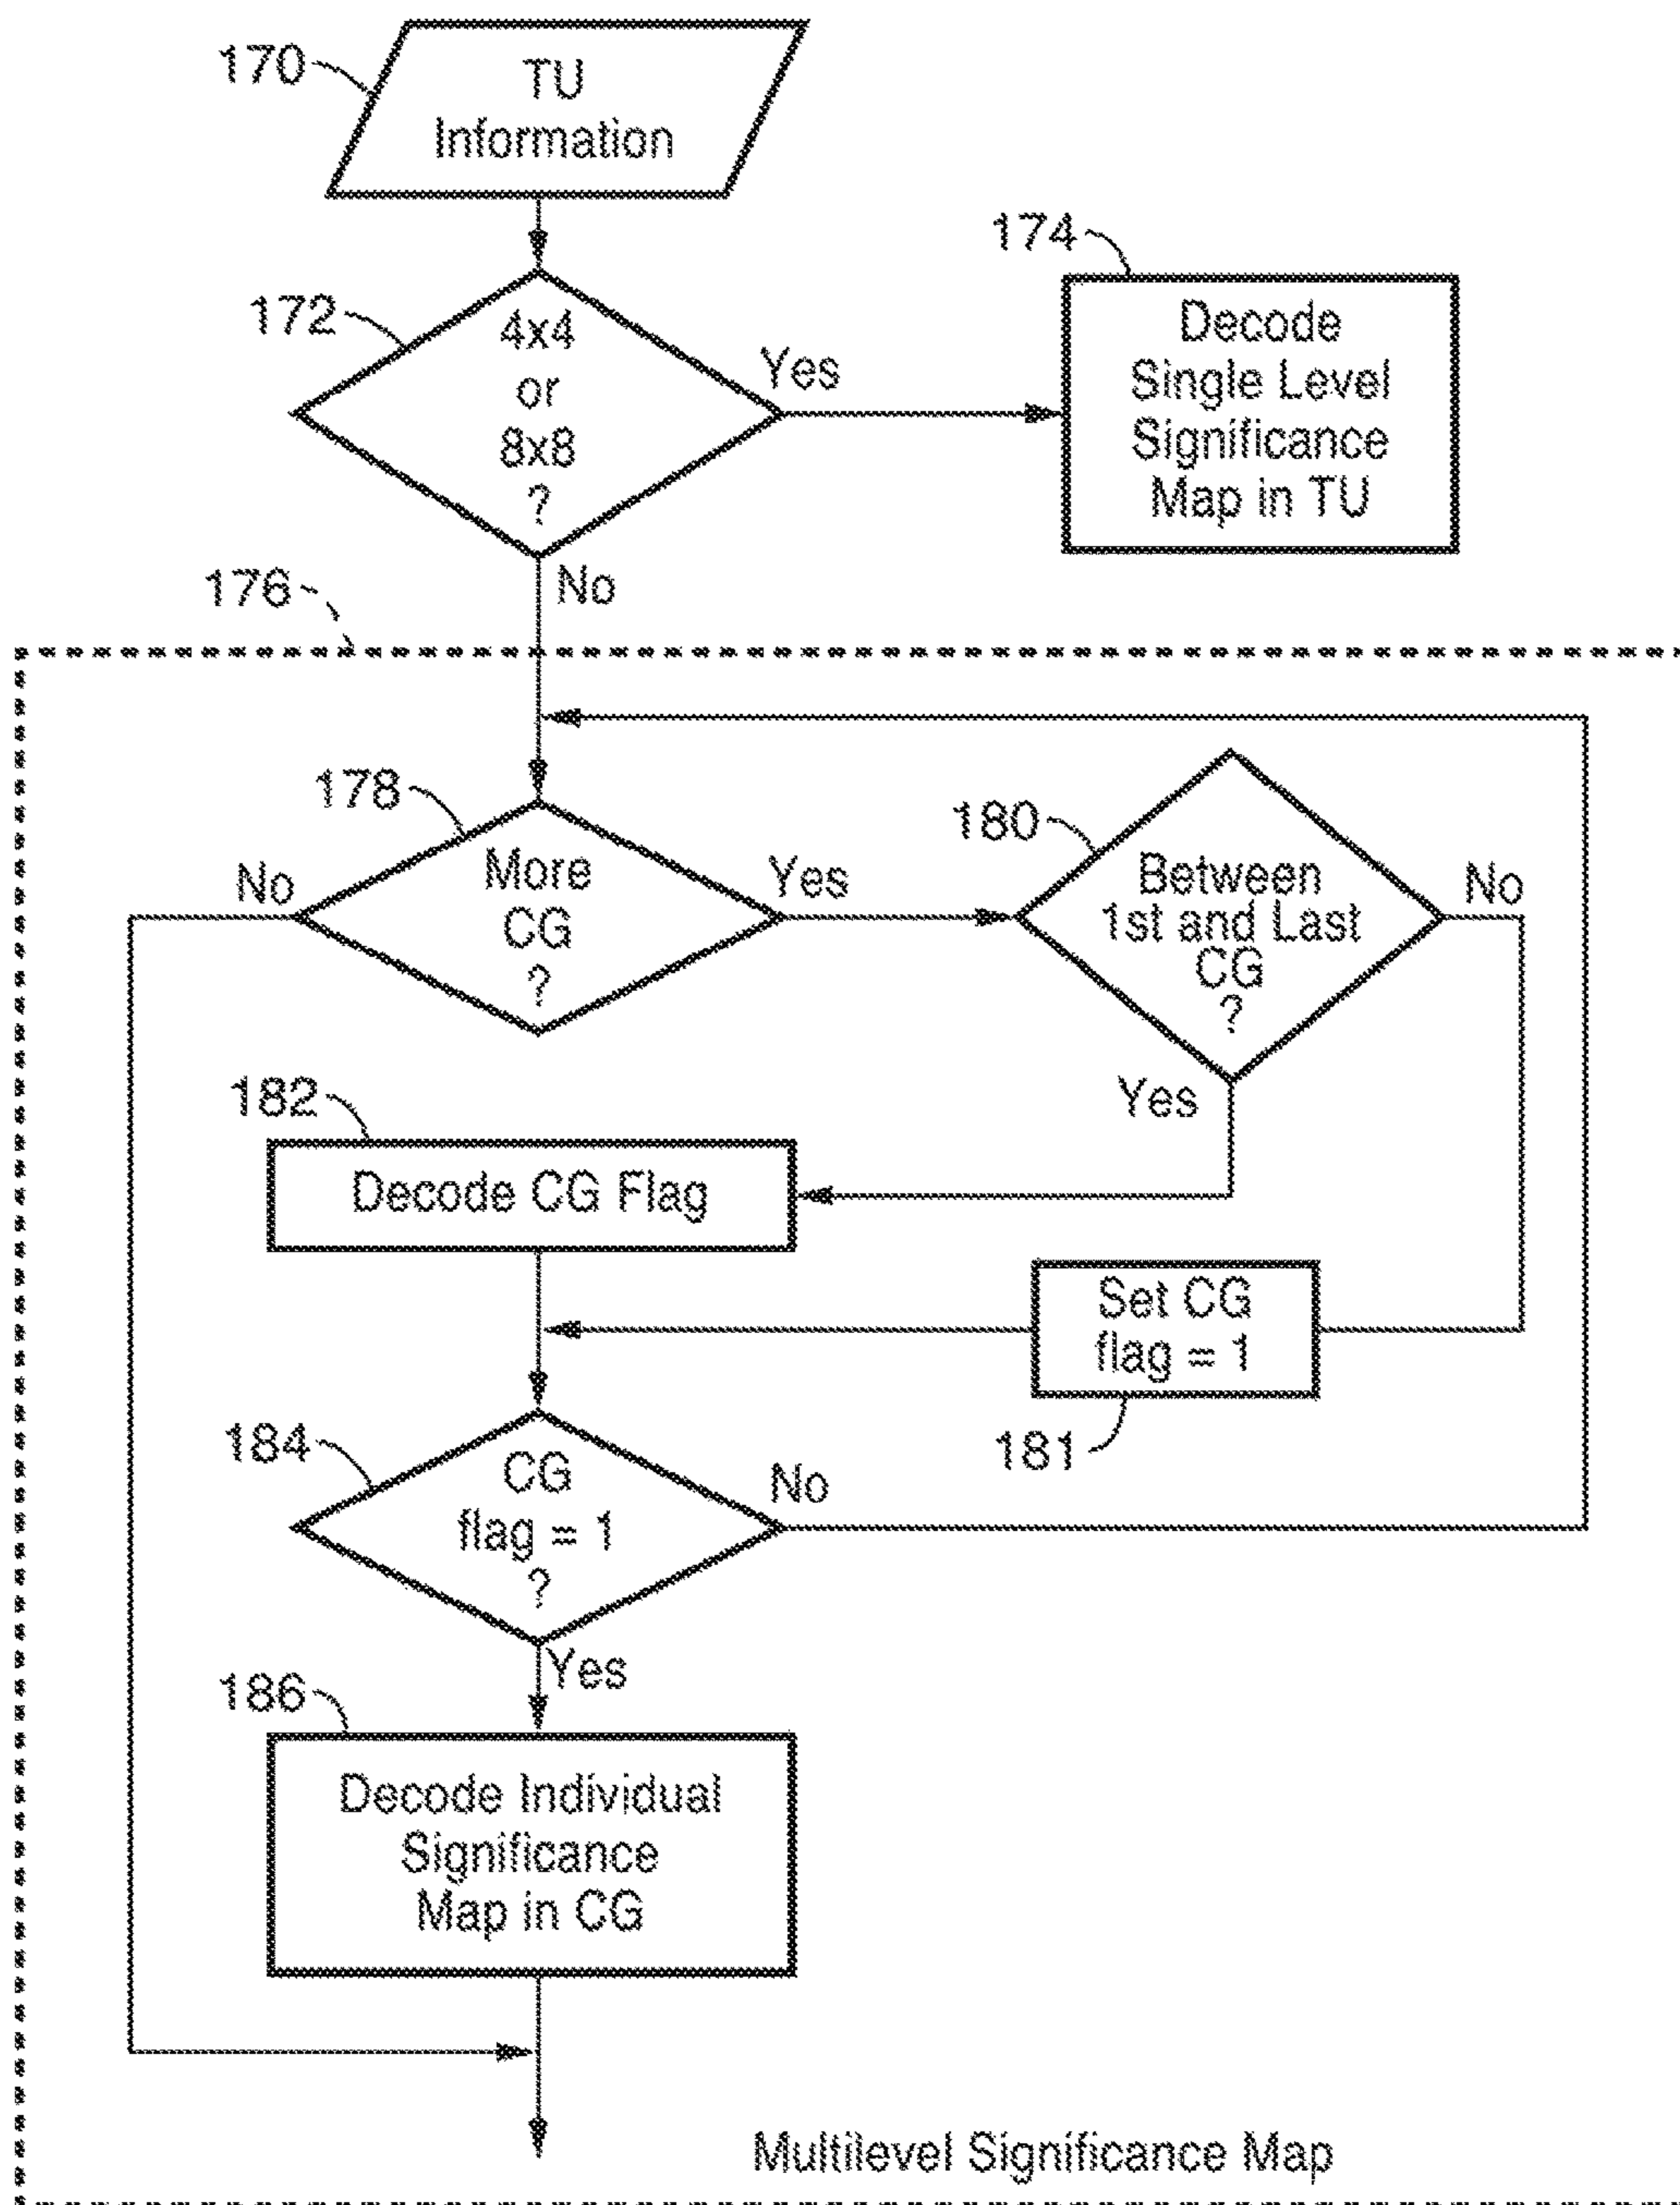 170
TU
Information
172
4x4
or
8x8
?
Yes
174
Decode
Single Level
Significance
Map in TU
No
176
178
More
CG
?
No
Yes
180
Between
1st and Last
CG
?
No
Yes
182
Decode CG Flag
Set CG
flag = 1
181
184
CG
flag = 1
?
No
Yes
186
Decode Individual
Significance
Map in CG
Multilevel Significance Map